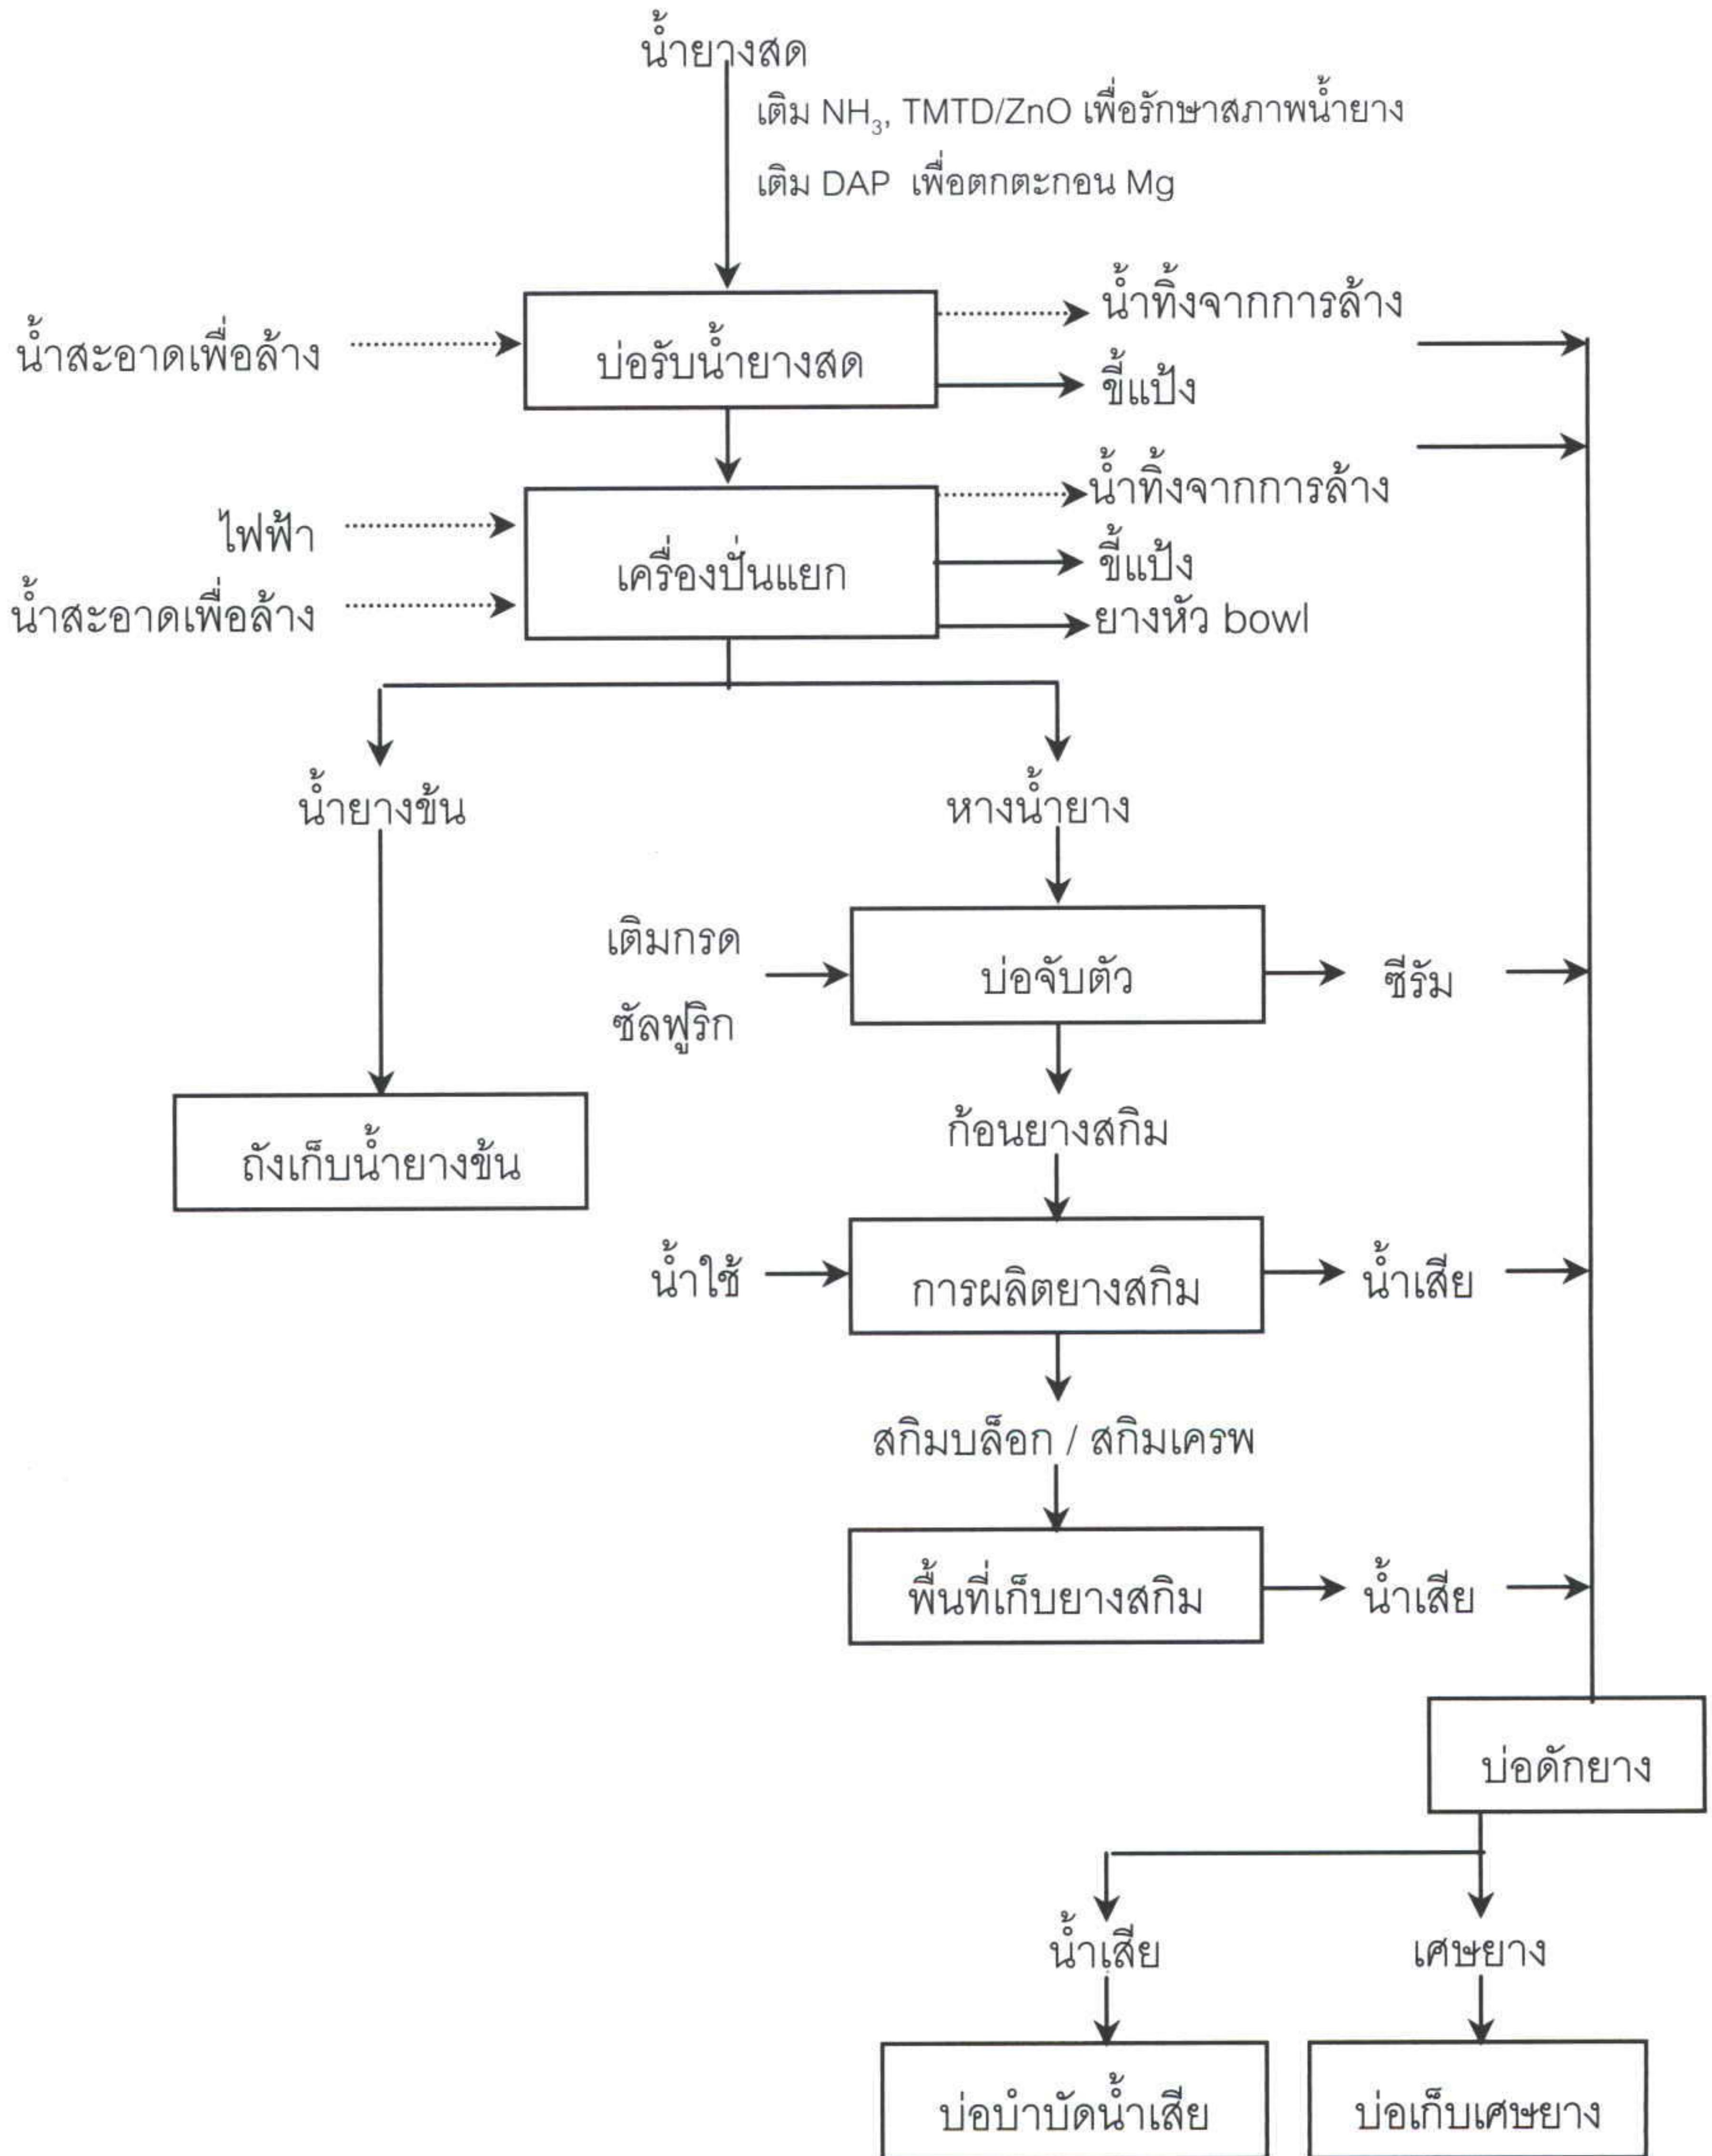 น้ำยางสด
เติม NH₃, TMTD/ZnO เพื่อรักษาสภาพน้ำยาง
เติม DAP เพื่อตกตะกอน Mg
น้ำสะอาดเพื่อล้าง
บ่อรับน้ำยางสด
น้ำทิ้งจากการล้าง
ขี้แป้ง
ไฟฟ้า
น้ำสะอาดเพื่อล้าง
เครื่องปั่นแยก
น้ำทิ้งจากการล้าง
ขี้แป้ง
ยางหัว bowl
น้ำยางข้น
หางน้ำยาง
เติมกรด
ซัลฟูริก
บ่อจับตัว
ซีรัม
ก้อนยางสกิม
ถังเก็บน้ำยางข้น
น้ำใช้
การผลิตยางสกิม
น้ำเสีย
สกิมบล็อก / สกิมเครพ
พื้นที่เก็บยางสกิม
น้ำเสีย
บ่อดักยาง
น้ำเสีย
เศษยาง
บ่อบำบัดน้ำเสีย
บ่อเก็บเศษยาง